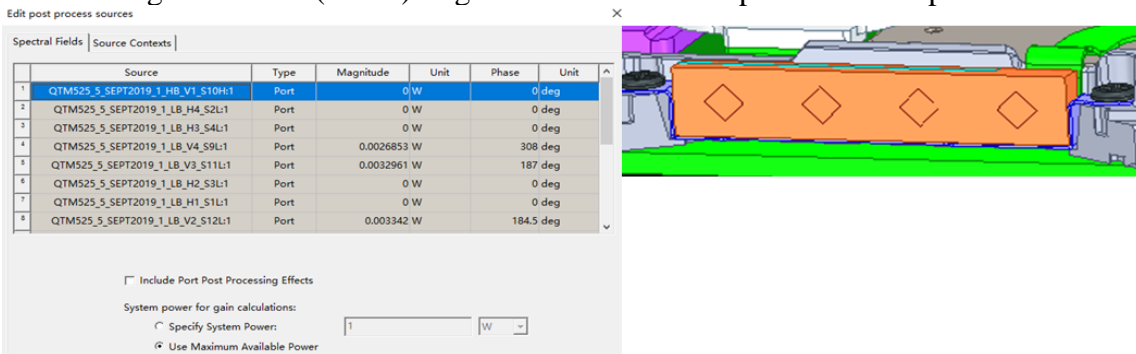 Edit post process sources
Spectral Fields Source Contexts
Source Type Magnitude Unit Phase Unit
1 QTM525_5_SEPT2019_1_HB_V1_S10H:1 Port 0 W 0 deg
2 QTM525_5_SEPT2019_1_LB_H4_S2L:1 Port 0 W 0 deg
3 QTM525_5_SEPT2019_1_LB_H3_S4L:1 Port 0 W 0 deg
4 QTM525_5_SEPT2019_1_LB_V4_S9L:1 Port 0.0026853 W 308 deg
5 QTM525_5_SEPT2019_1_LB_V3_S11L:1 Port 0.0032961 W 187 deg
6 QTM525_5_SEPT2019_1_LB_H2_S3L:1 Port 0 W 0 deg
7 QTM525_5_SEPT2019_1_LB_H1_S1L:1 Port 0 W 0 deg
8 QTM525_5_SEPT2019_1_LB_V2_S12L:1 Port 0.003342 W 184.5 deg
Include Port Post Processing Effects
System power for gain calculations:
Specify System Power: 1 W
Use Maximum Available Power